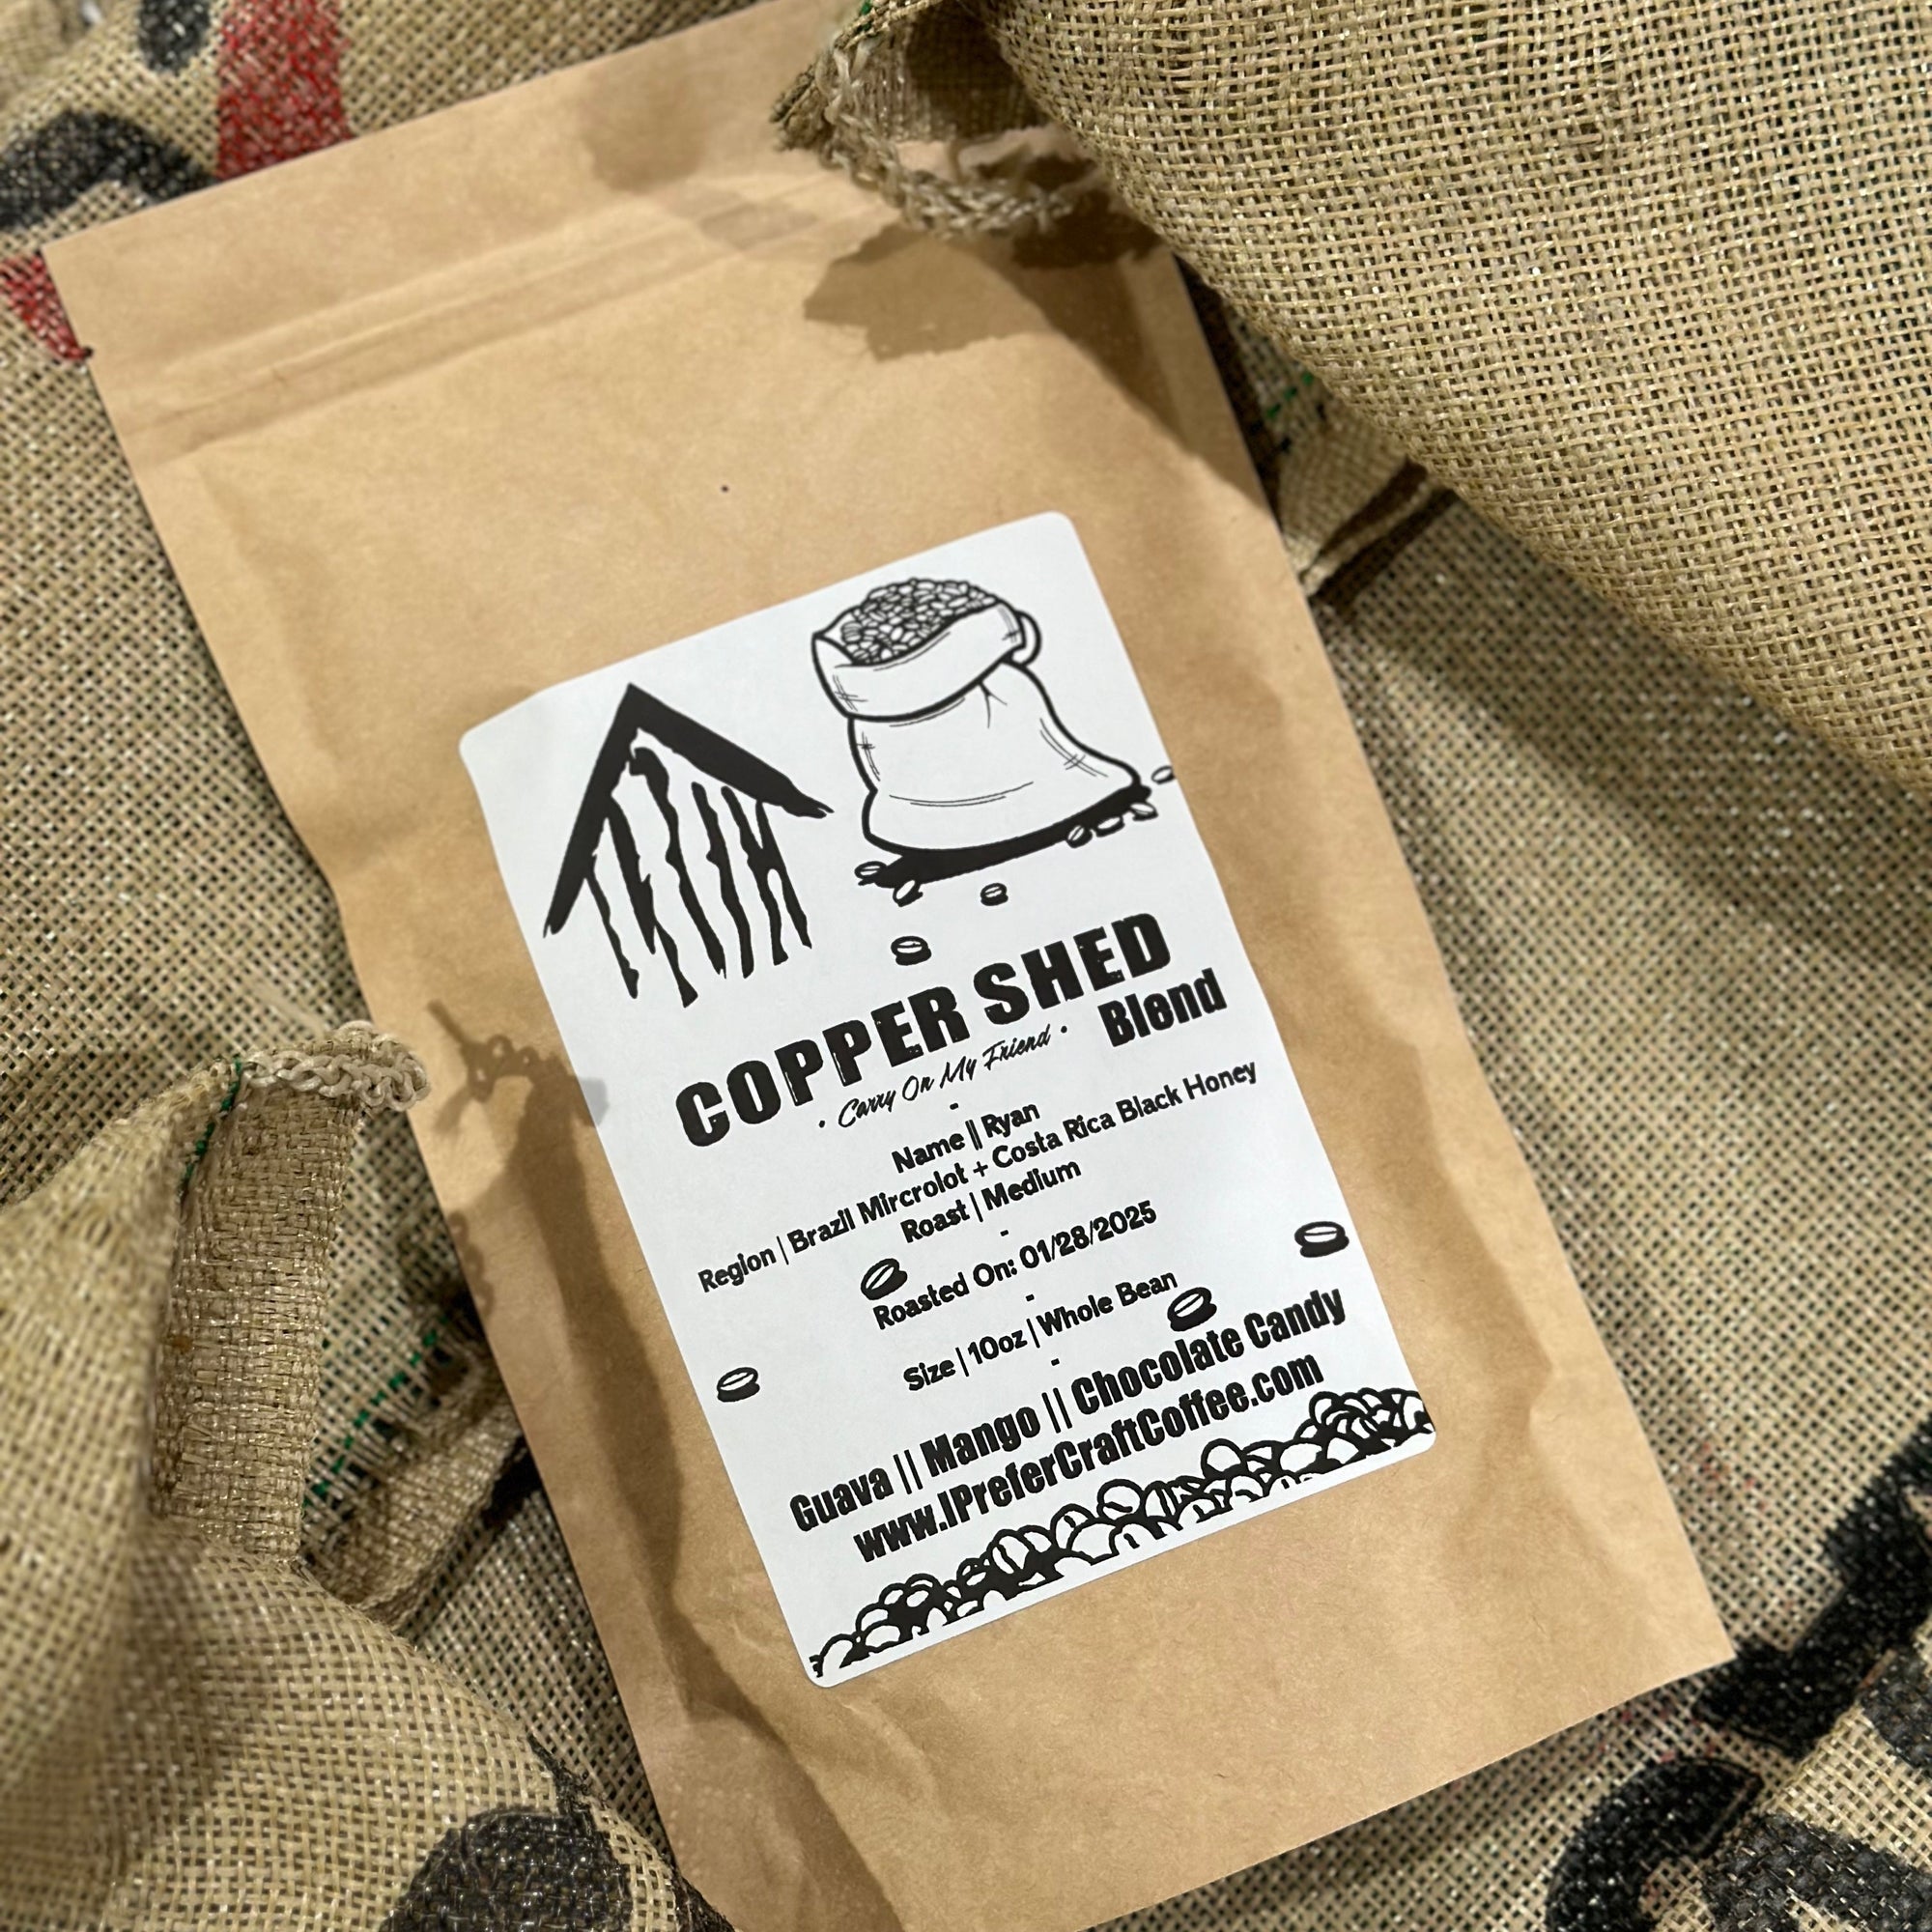 COPPER SHED
Blend
• Carry On My Friend •
-
Name || Ryan
Region | Brazil Mircrolot + Costa Rica Black Honey
Roast | Medium
-
Roasted On: 01/28/2025
-
Size | 10oz | Whole Bean
-
Guava || Mango || Chocolate Candy
www.IPreferCraftCoffee.com